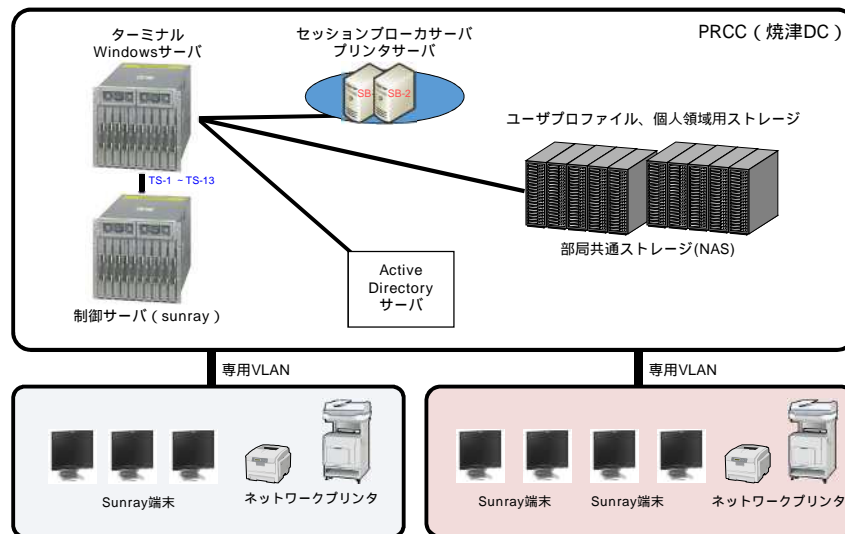 PRCC（焼津DC）
ターミナル
Windowsサーバ
セッションブローカサーバ
プリンタサーバ
SB-
SB-2
ユーザプロファイル、個人領域用ストレージ
TS-1 ~TS-13
部局共通ストレージ(NAS)
Active
Directory
サーバ
制御サーバ（sunray）
専用VLAN
専用VLAN
Sunray端末
ネットワークプリンタ
Sunray端末
Sunray端末
ネットワークプリンタ